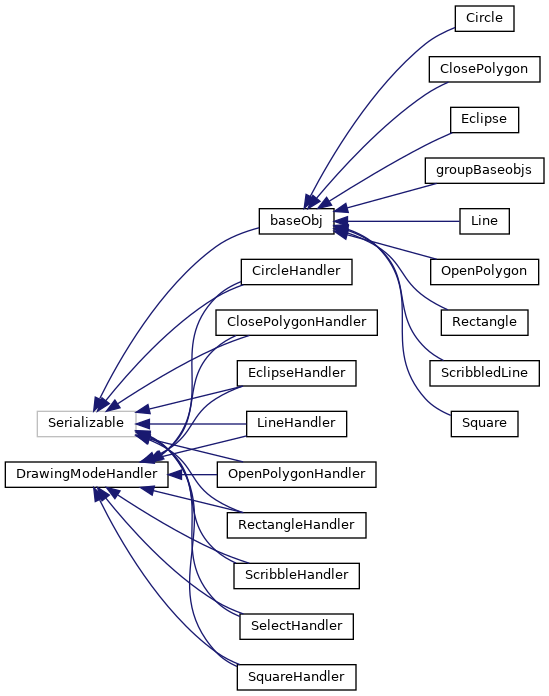 Circle
ClosePolygon
Eclipse
groupBaseobjs
baseObj
Line
OpenPolygon
CircleHandler
ClosePolygonHandler
Rectangle
EclipseHandler
ScribbledLine
Serializable
LineHandler
Square
DrawingModeHandler
OpenPolygonHandler
RectangleHandler
ScribbleHandler
SelectHandler
SquareHandler